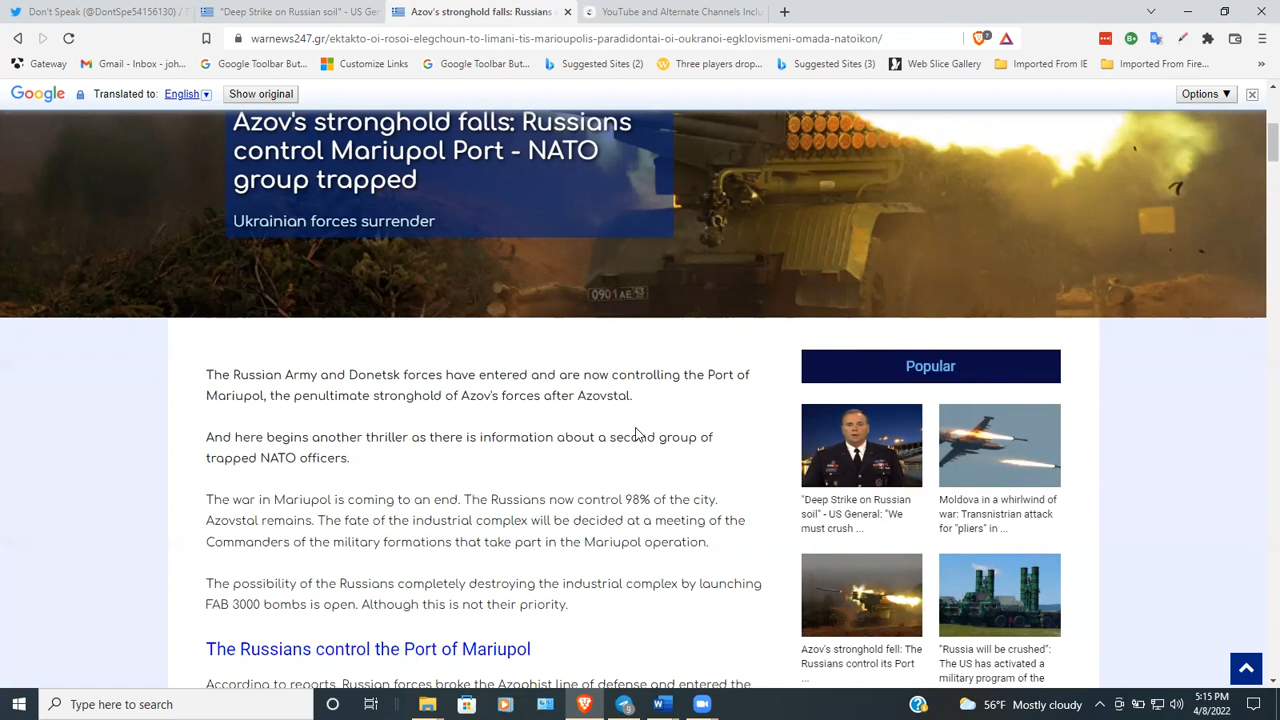 Don't Speak (@DontSpe54156130) / T
"Deep Strike on Russian soil" - US Gen
Azov's stronghold falls: Russians
YouTube and Alternate Channels Inclu
warnews247.gr/ektakto-oi-rosoi-elegchoun-to-limani-tis-marioupolis-paradidontai-oi-oukranoi-egklovismeni-omada-natoikon/
Gateway
Gmail - Inbox - joh...
Google Toolbar But...
Customize Links
Google Toolbar But...
Suggested Sites (2)
Three players drop...
Suggested Sites (3)
Web Slice Gallery
Imported From IE
Imported From Fire...
Google
Translated to: English
Show original
Options ▼
Azov's stronghold falls: Russians
control Mariupol Port - NATO
group trapped
Ukrainian forces surrender
The Russian Army and Donetsk forces have entered and are now controlling the Port of
Mariupol, the penultimate stronghold of Azov's forces after Azovstal.
And here begins another thriller as there is information about a second group of
trapped NATO officers.
The war in Mariupol is coming to an end. The Russians now control 98% of the city.
Azovstal remains. The fate of the industrial complex will be decided at a meeting of the
Commanders of the military formations that take part in the Mariupol operation.
The possibility of the Russians completely destroying the industrial complex by launching
FAB 3000 bombs is open. Although this is not their priority.
The Russians control the Port of Mariupol
According to reports, Russian forces broke the Azophist line of defense and entered the
Popular
"Deep Strike on Russian
soil" - US General: "We
must crush ...
Moldova in a whirlwind of
war: Transnistrian attack
for "pliers" in ...
Azov's stronghold fell: The
Russians control its Port
...
"Russia will be crushed":
The US has activated a
military program of the
Type here to search
56°F Mostly cloudy
5:15 PM
4/8/2022